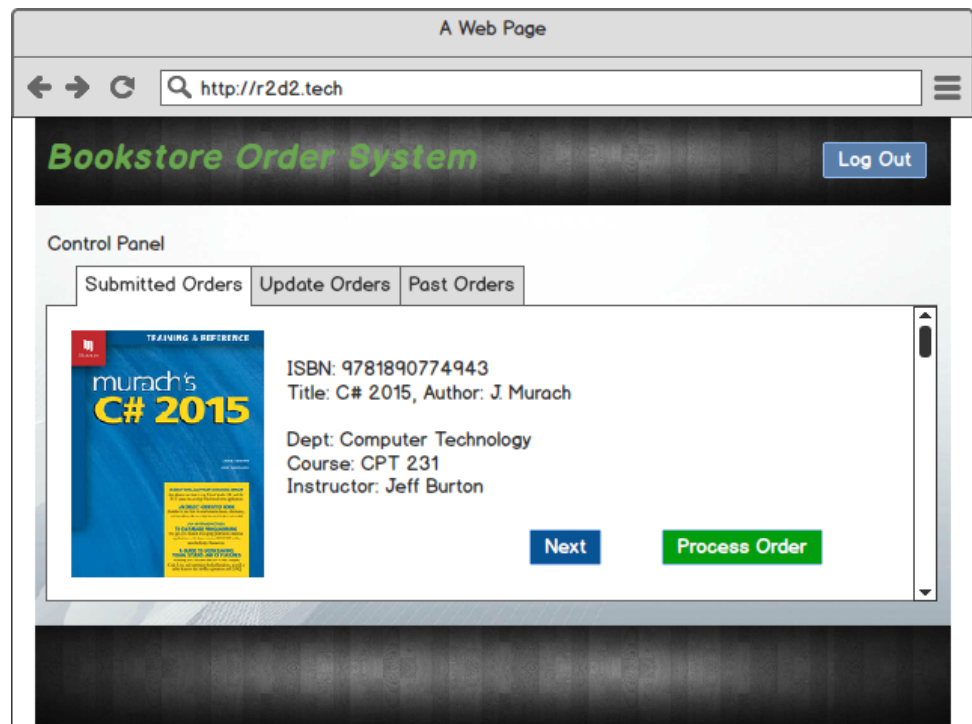 A Web Page
http://r2d2.tech
Bookstore Order System
Log Out
Control Panel
Submitted Orders
Update Orders
Past Orders
TRAINING & REFERENCE
murach's
C# 2015
ISBN: 9781890774943
Title: C# 2015, Author: J. Murach
Dept: Computer Technology
Course: CPT 231
Instructor: Jeff Burton
Next
Process Order